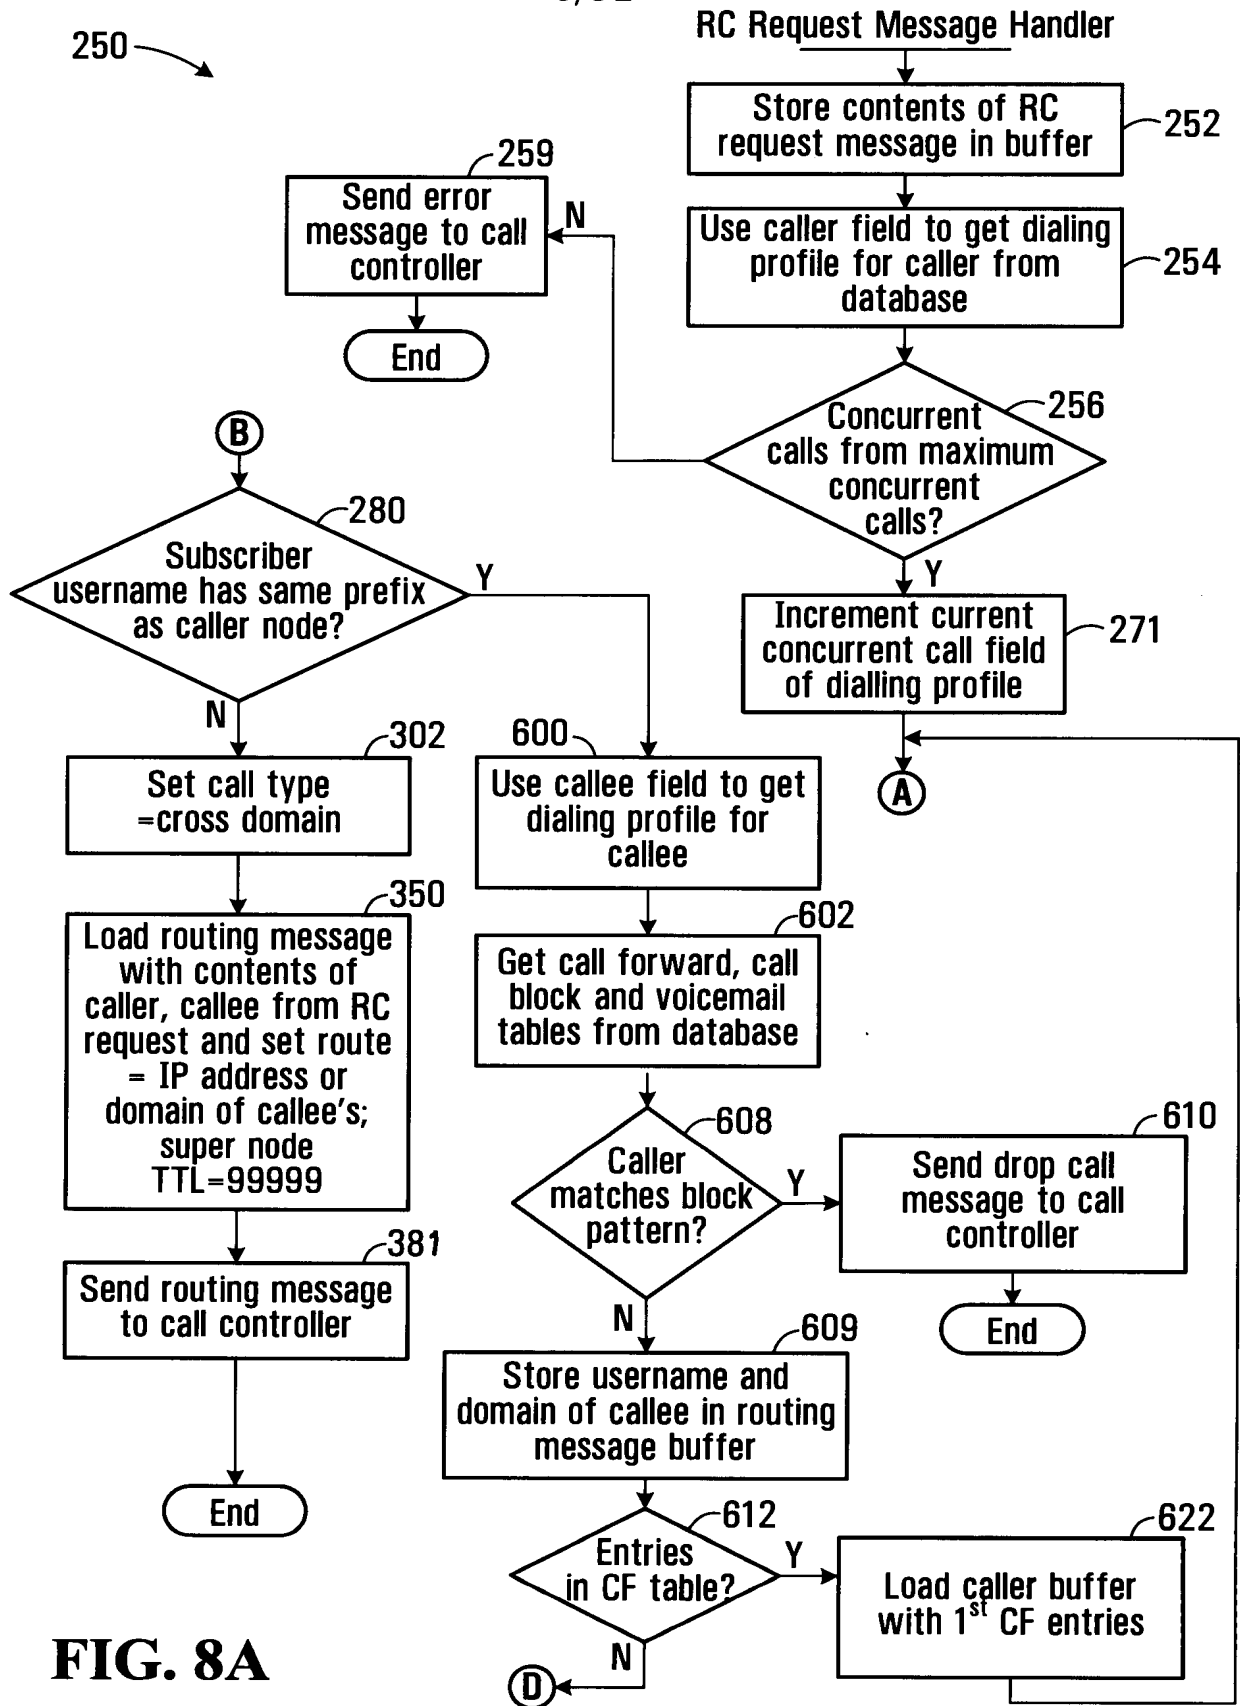 RC Request Message Handler
250
Store contents of RC
request message in buffer
252
259
Send error
message to call
controller
N
Use caller field to get dialing
profile for caller from
database
254
End
Concurrent
calls from maximum
concurrent
calls?
256
B
280
Subscriber
username has same prefix
as caller node?
Y
Y
Increment current
concurrent call field
of dialling profile
271
N
302
Set call type
=cross domain
600
Use callee field to get
dialing profile for
callee
A
350
Load routing message
with contents of
caller, callee from RC
request and set route
= IP address or
domain of callee's;
super node
TTL=99999
602
Get call forward, call
block and voicemail
tables from database
608
Caller
matches block
pattern?
Y
610
Send drop call
message to call
controller
381
Send routing message
to call controller
N
End
609
Store username and
domain of callee in routing
message buffer
End
612
Entries
in CF table?
Y
622
Load caller buffer
with 1st CF entries
N
D
FIG. 8A